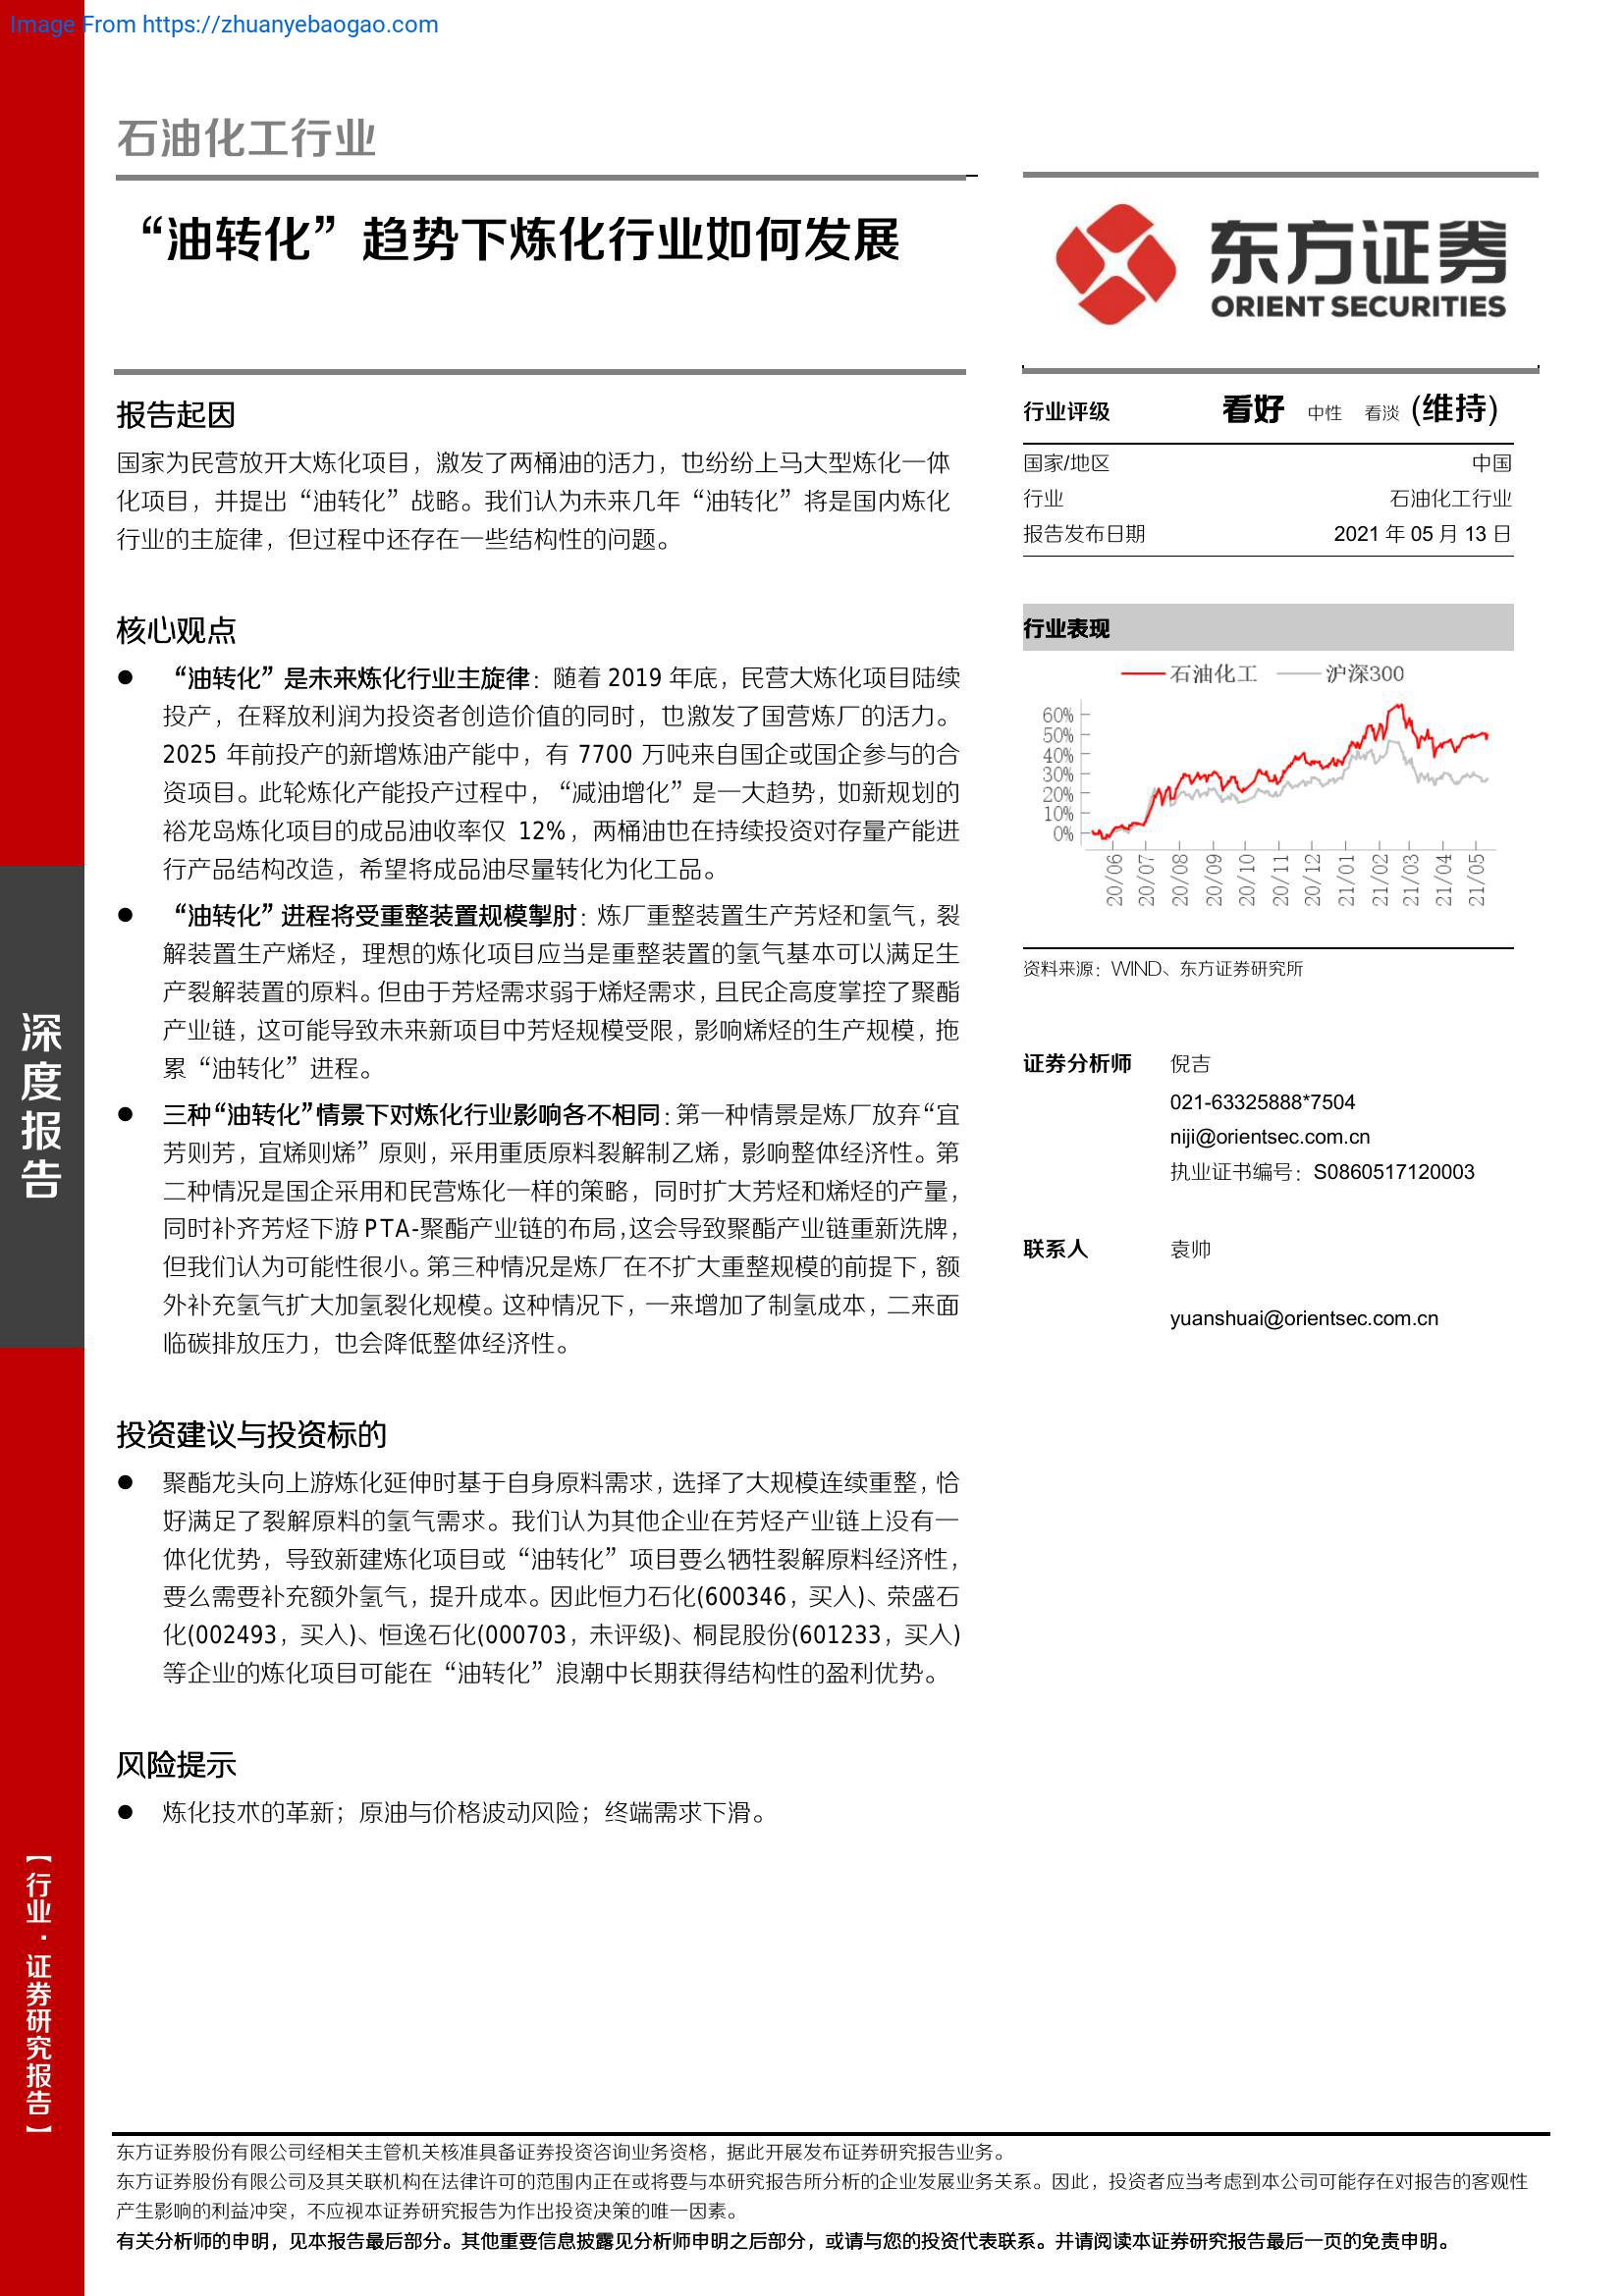 Image From https://zhuanyebaogao.com
石油化工行业
“油转化”趋势下炼化行业如何发展
东方证券
ORIENT SECURITIES
报告起因
国家为民营放开大炼化项目，激发了两桶油的活力，也纷纷上马大型炼化一体
化项目，并提出“油转化”战略。我们认为未来几年“油转化”将是国内炼化
行业的主旋律，但过程中还存在一些结构性的问题。
核心观点
● “油转化”是未来炼化行业主旋律：随着 2019 年底，民营大炼化项目陆续
投产，在释放利润为投资者创造价值的同时，也激发了国营炼厂的活力。
2025 年前投产的新增炼油产能中，有 7700 万吨来自国企或国企参与的合
资项目。此轮炼化产能投产过程中，“减油增化”是一大趋势，如新规划的
裕龙岛炼化项目的成品油收率仅 12%，两桶油也在持续投资对存量产能进
行产品结构改造，希望将成品油尽量转化为化工品。
● “油转化”进程将受重整装置规模掣肘：炼厂重整装置生产芳烃和氢气，裂
解装置生产烯烃，理想的炼化项目应当是重整装置的氢气基本可以满足生
产裂解装置的原料。但由于芳烃需求弱于烯烃需求，且民企高度掌控了聚酯
产业链，这可能导致未来新项目中芳烃规模受限，影响烯烃的生产规模，拖
累“油转化”进程。
● 三种“油转化”情景下对炼化行业影响各不相同：第一种情景是炼厂放弃“宜
芳则芳，宜烯则烯”原则，采用重质原料裂解制乙烯，影响整体经济性。第
二种情况是国企采用和民营炼化一样的策略，同时扩大芳烃和烯烃的产量，
同时补齐芳烃下游 PTA-聚酯产业链的布局，这会导致聚酯产业链重新洗牌，
但我们认为可能性很小。第三种情况是炼厂在不扩大重整规模的前提下，额
外补充氢气扩大加氢裂化规模。这种情况下，一来增加了制氢成本，二来面
临碳排放压力，也会降低整体经济性。
投资建议与投资标的
● 聚酯龙头向上游炼化延伸时基于自身原料需求，选择了大规模连续重整，恰
好满足了裂解原料的氢气需求。我们认为其他企业在芳烃产业链上没有一
体化优势，导致新建炼化项目或“油转化”项目要么牺牲裂解原料经济性，
要么需要补充额外氢气，提升成本。因此恒力石化(600346，买入)、荣盛石
化(002493，买入)、恒逸石化(000703，未评级)、桐昆股份(601233，买入)
等企业的炼化项目可能在“油转化”浪潮中长期获得结构性的盈利优势。
风险提示
● 炼化技术的革新；原油与价格波动风险；终端需求下滑。
行业评级 看好 中性 看淡 (维持)
国家/地区 中国
行业 石油化工行业
报告发布日期 2021 年 05 月 13 日
行业表现
石油化工 沪深300
60%
50%
40%
30%
20%
10%
0%
20/06 20/07 20/08 20/09 20/10 20/11 20/12 21/01 21/02 21/03 21/04 21/05
资料来源：WIND、东方证券研究所
证券分析师 倪吉
021-63325888*7504
niji@orientsec.com.cn
执业证书编号：S0860517120003
联系人 袁帅
yuanshuai@orientsec.com.cn
深度报告
【行业·证券研究报告】
东方证券股份有限公司经相关主管机关核准具备证券投资咨询业务资格，据此开展发布证券研究报告业务。
东方证券股份有限公司及其关联机构在法律许可的范围内正在或将要与本研究报告所分析的企业发展业务关系。因此，投资者应当考虑到本公司可能存在对报告的客观性
产生影响的利益冲突，不应视本证券研究报告为作出投资决策的唯一因素。
有关分析师的申明，见本报告最后部分。其他重要信息披露见分析师申明之后部分，或请与您的投资代表联系。并请阅读本证券研究报告最后一页的免责申明。